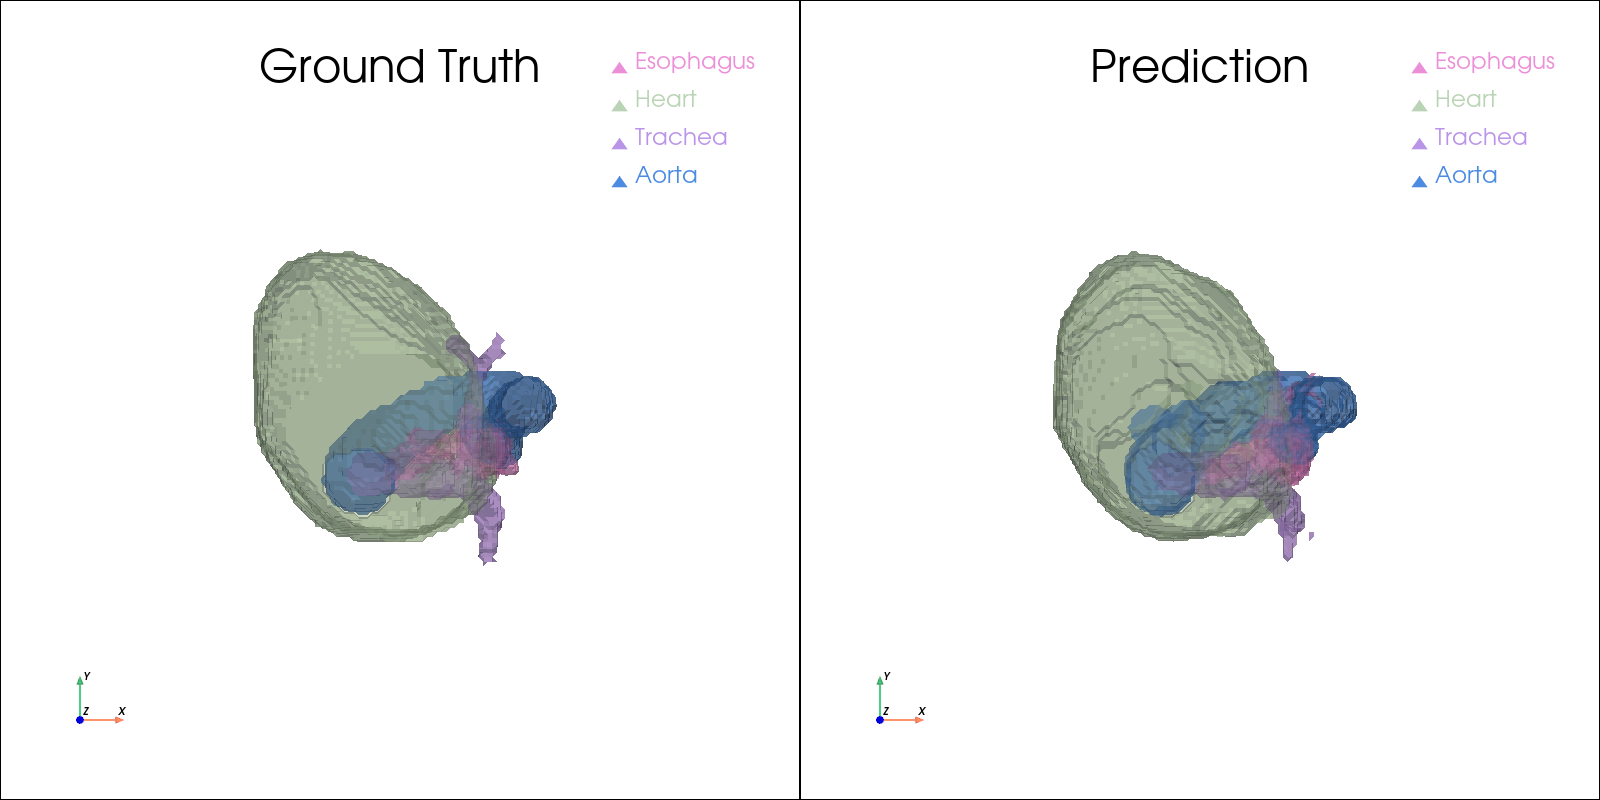 Ground Truth
Esophagus
Heart
Trachea
Aorta
Y
Z
X
Prediction
Esophagus
Heart
Trachea
Aorta
Y
Z
X